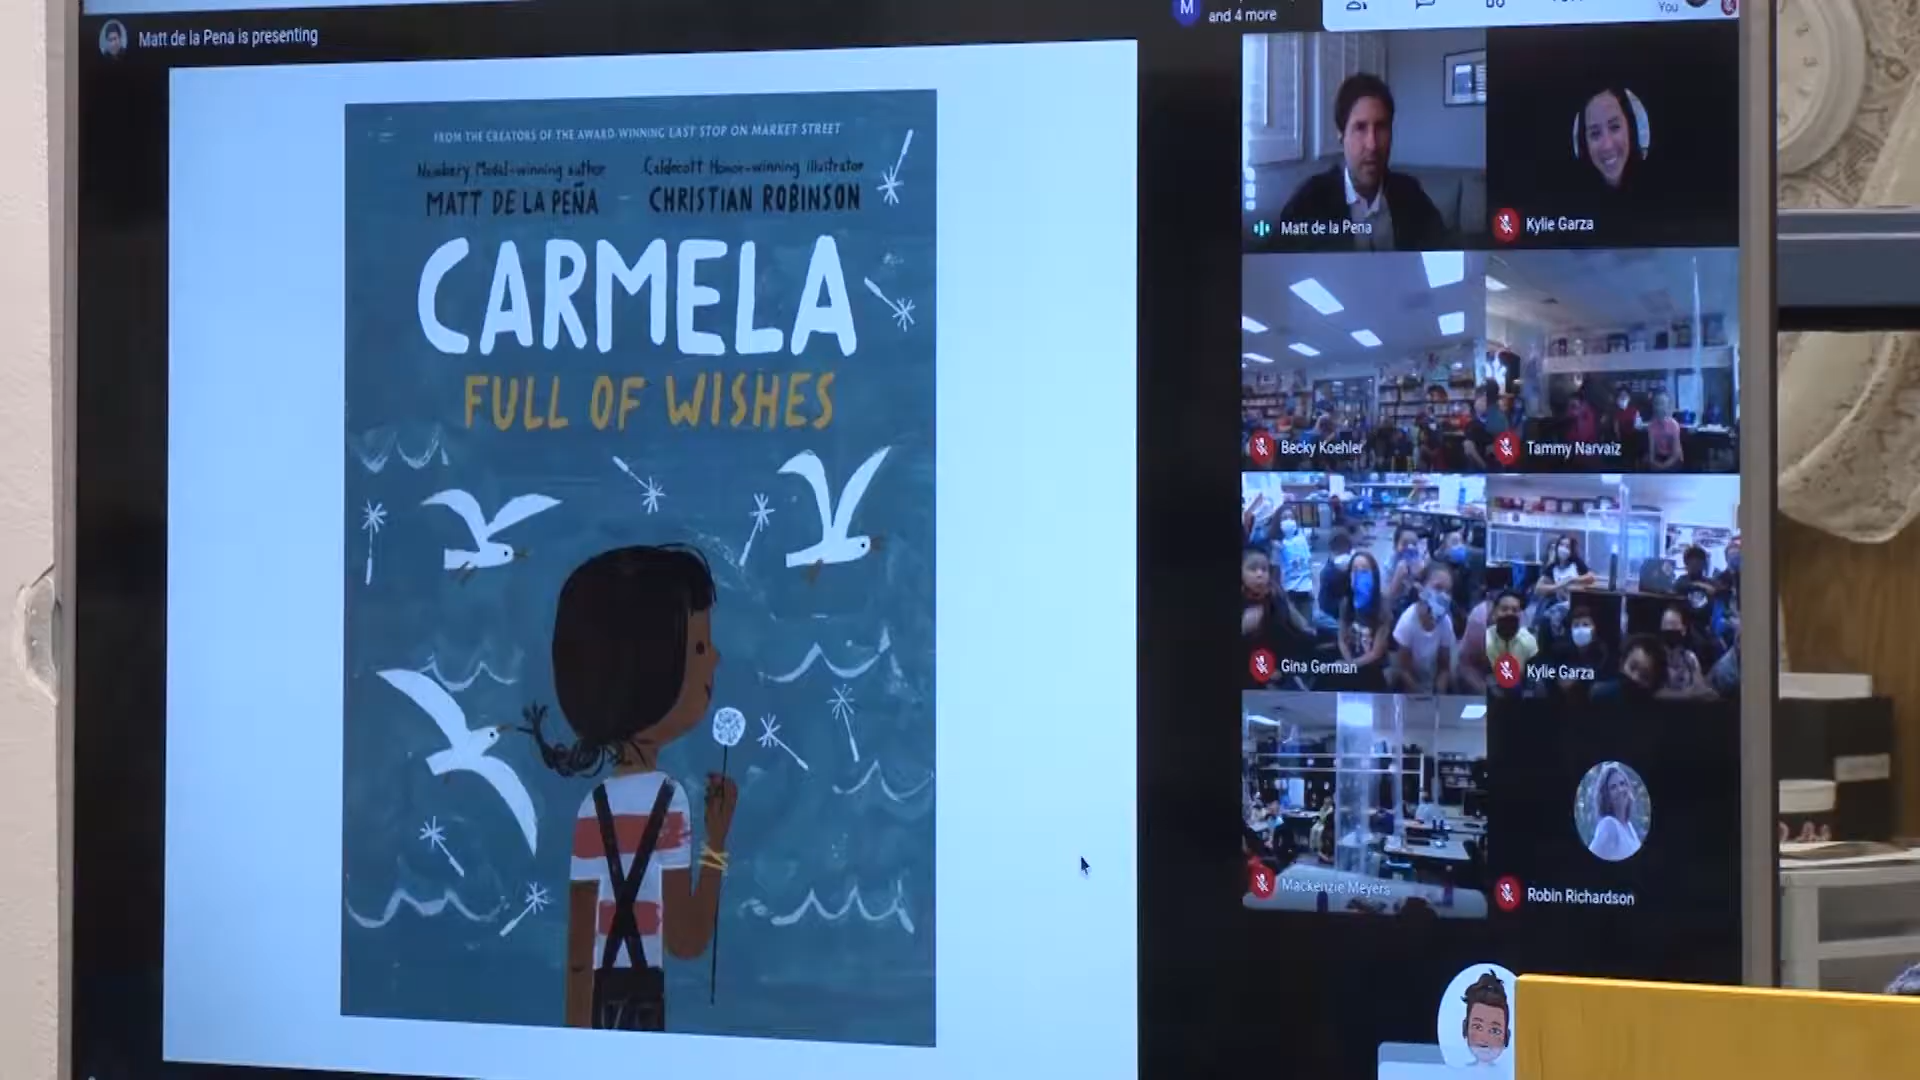 Matt de la Pena is presenting
M
and 4 more
You
FROM THE CREATORS OF THE AWARD-WINNING LAST STOP ON MARKET STREET
Newbery Medal-winning author
MATT DE LA PEÑA
Caldecott Honor-winning illustrator
CHRISTIAN ROBINSON
CARMELA
FULL OF WISHES
Matt de la Pena
Kylie Garza
Becky Koehler
Tammy Narvaiz
Gina German
Kylie Garza
Mackenzie Meyers
Robin Richardson